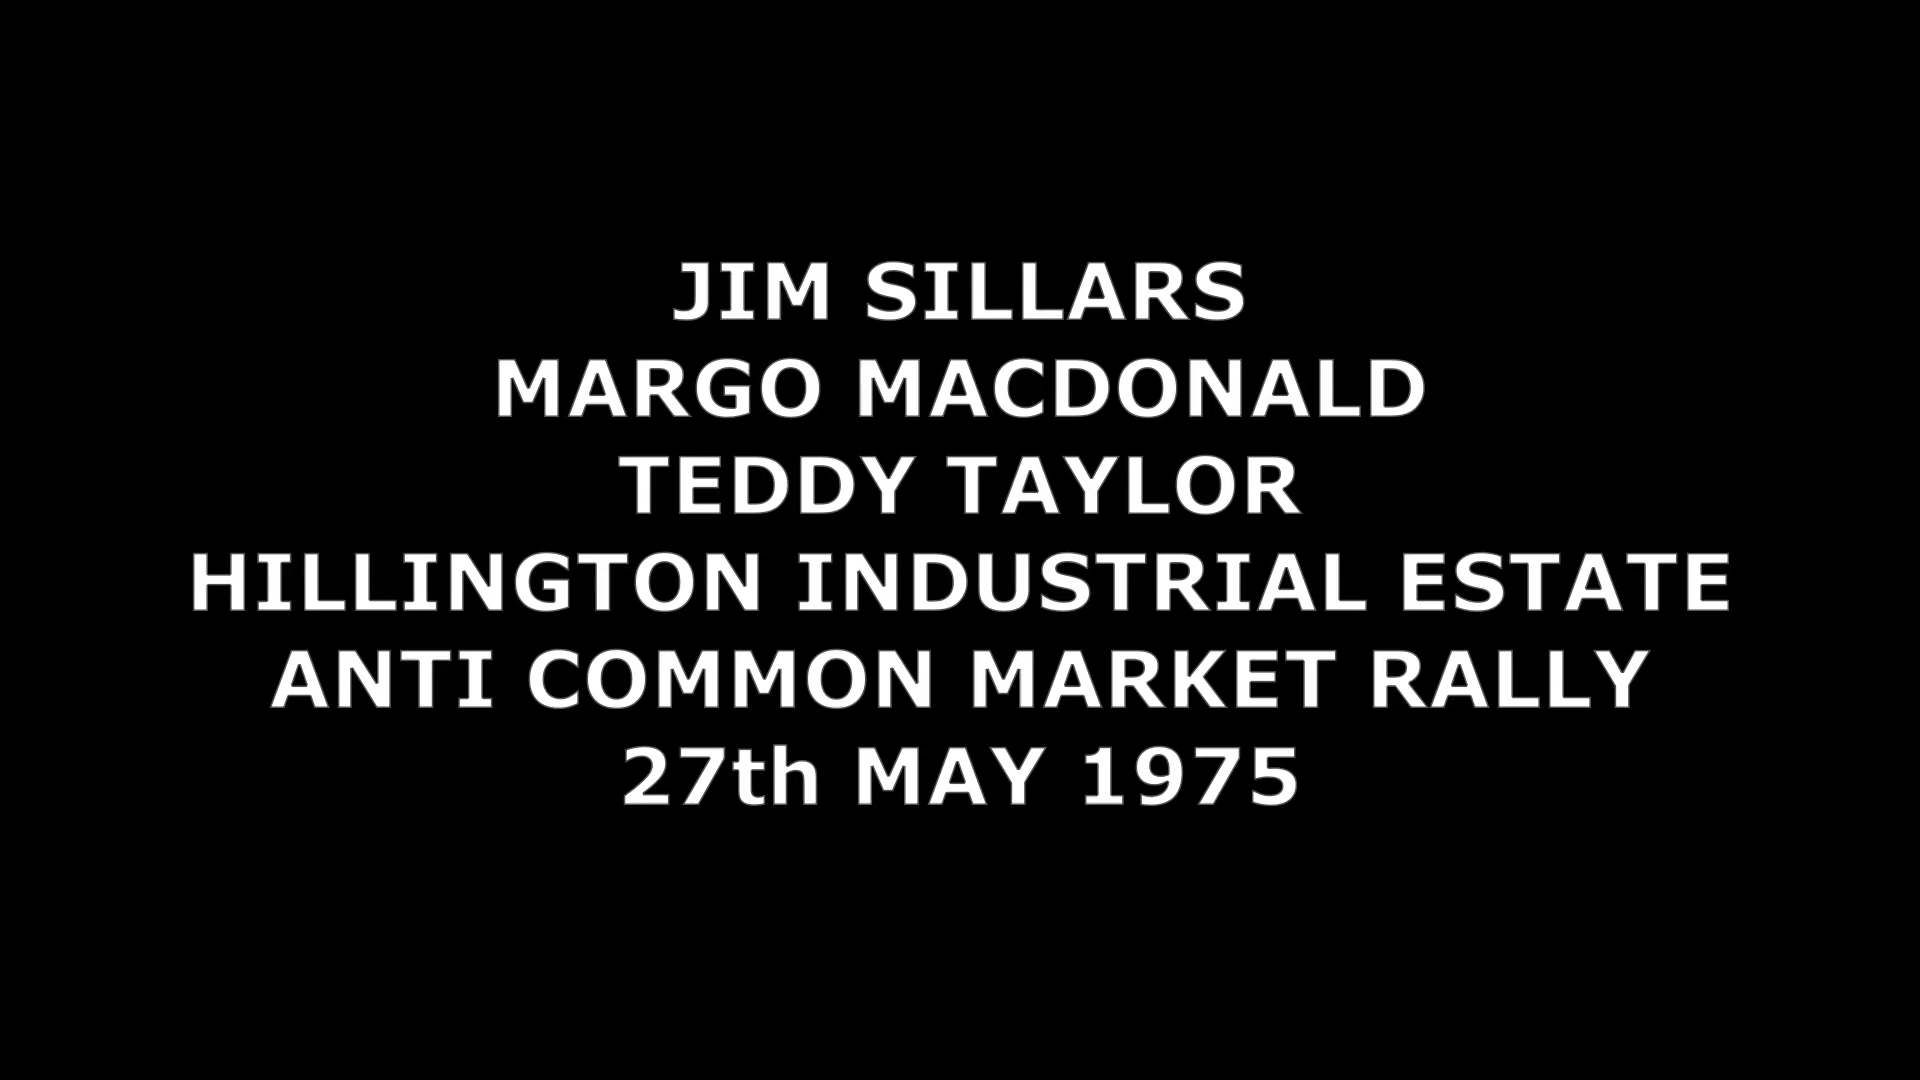 JIM SILLARS
MARGO MACDONALD
TEDDY TAYLOR
HILLINGTON INDUSTRIAL ESTATE
ANTI COMMON MARKET RALLY
27th MAY 1975